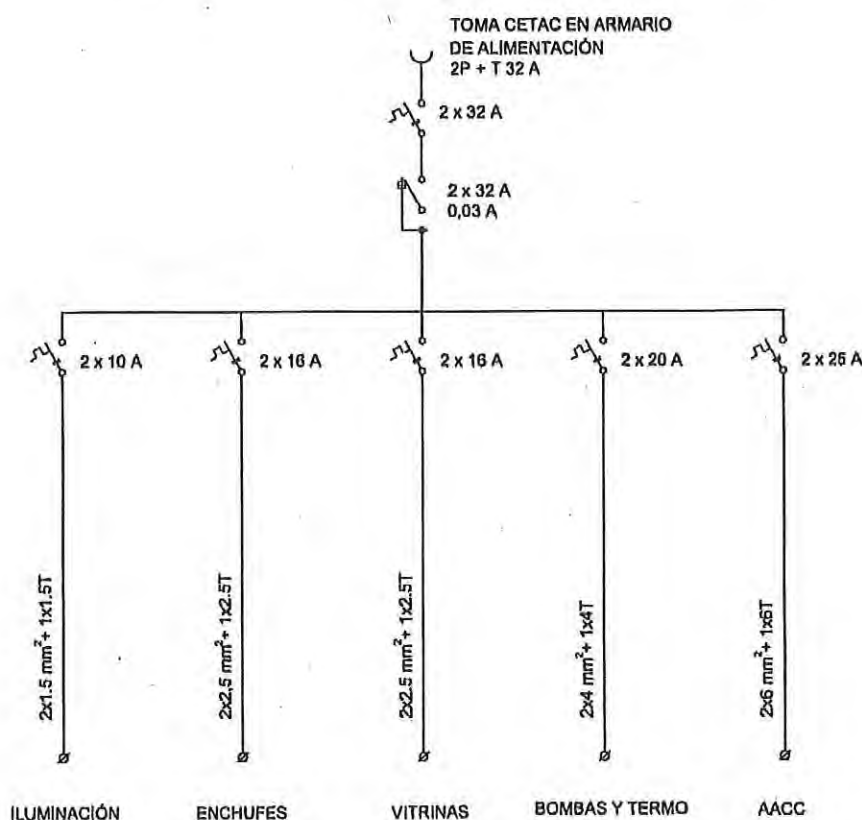 TOMA CETAC EN ARMARIO
DE ALIMENTACIÓN
2P + T 32 A
2 x 32 A
2 x 32 A
0,03 A
2 x 10 A
2 x 16 A
2 x 16 A
2 x 20 A
2 x 25 A
2x1.5 mm²+ 1x1.5T
2x2,5 mm²+ 1x2.5T
2x2.5 mm²+ 1x2.5T
2x4 mm²+ 1x4T
2x6 mm²+ 1x6T
ILUMINACIÓN
ENCHUFES
VITRINAS
BOMBAS Y TERMO
AACC